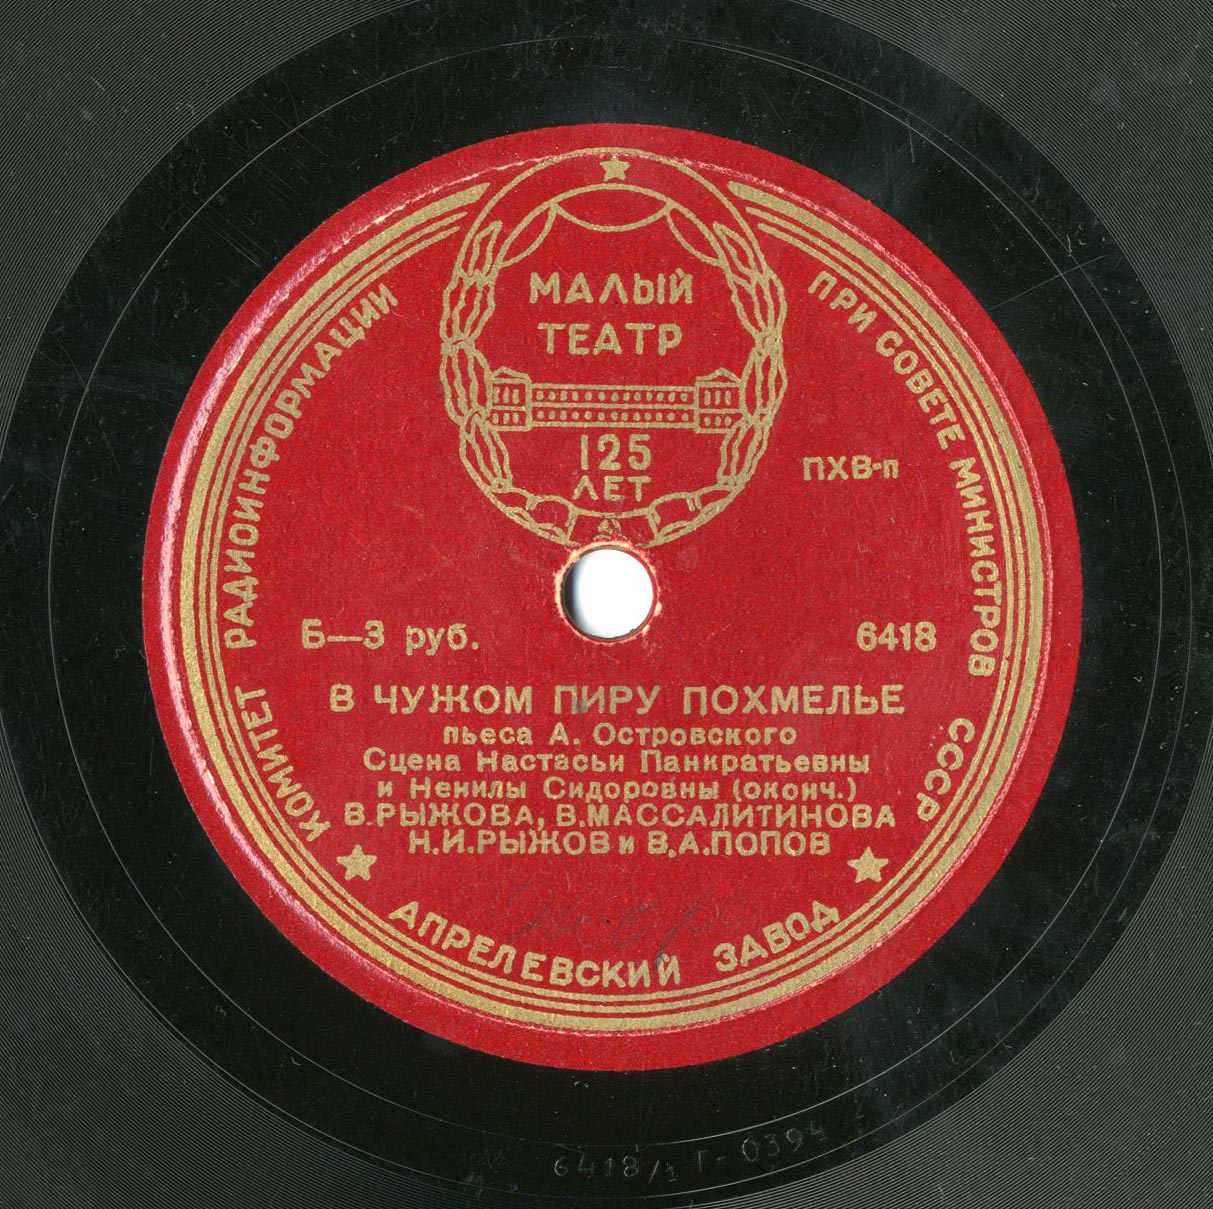 МАЛЫЙ
ТЕАТР
125
ЛЕТ
КОМИТЕТ РАДИОИНФОРМАЦИИ
ПРИ СОВЕТЕ МИНИСТРОВ СССР
ПХВ-п
Б—3 руб.
6418
В ЧУЖОМ ПИРУ ПОХМЕЛЬЕ
пьеса А. Островского
Сцена Настасьи Панкратьевны
и Ненилы Сидоровны (оконч.)
В.РЫЖОВА, В.МАССАЛИТИНОВА
Н.И.РЫЖОВ и В.А.ПОПОВ
АПРЕЛЕВСКИЙ ЗАВОД
6418/1 Г-0394